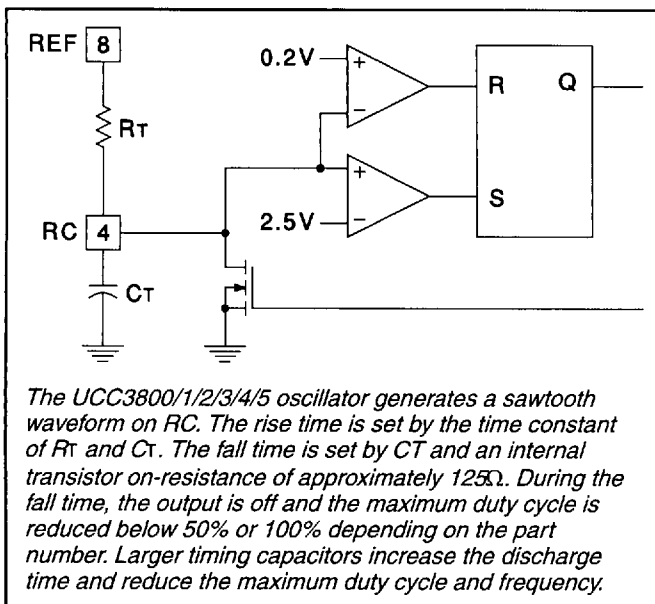 REF 8
0.2V
+
−
R
Q
RT
+
−
S
RC 4
2.5V
CT
The UCC3800/1/2/3/4/5 oscillator generates a sawtooth
waveform on RC. The rise time is set by the time constant
of RT and CT. The fall time is set by CT and an internal
transistor on-resistance of approximately 125Ω. During the
fall time, the output is off and the maximum duty cycle is
reduced below 50% or 100% depending on the part
number. Larger timing capacitors increase the discharge
time and reduce the maximum duty cycle and frequency.